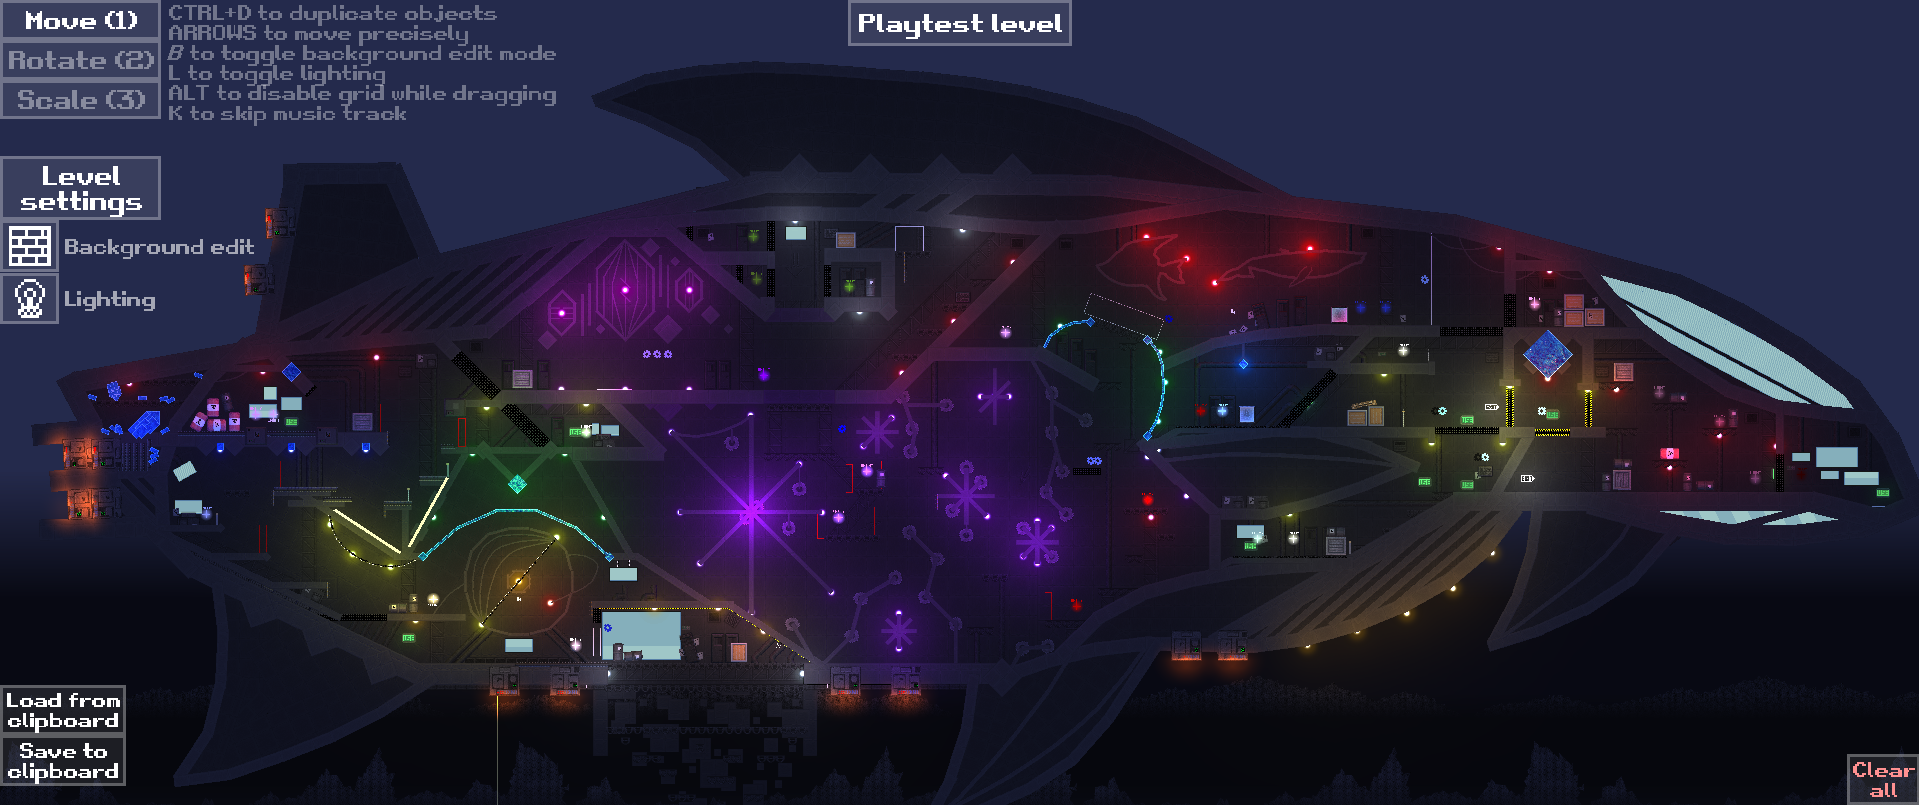 Move (1)
Rotate (2)
Scale (3)
CTRL+D to duplicate objects
ARROWS to move precisely
B to toggle background edit mode
L to toggle lighting
ALT to disable grid while dragging
K to skip music track
Playtest level
Level
settings
Background edit
Lighting
Load from
clipboard
Save to
clipboard
Clear
all